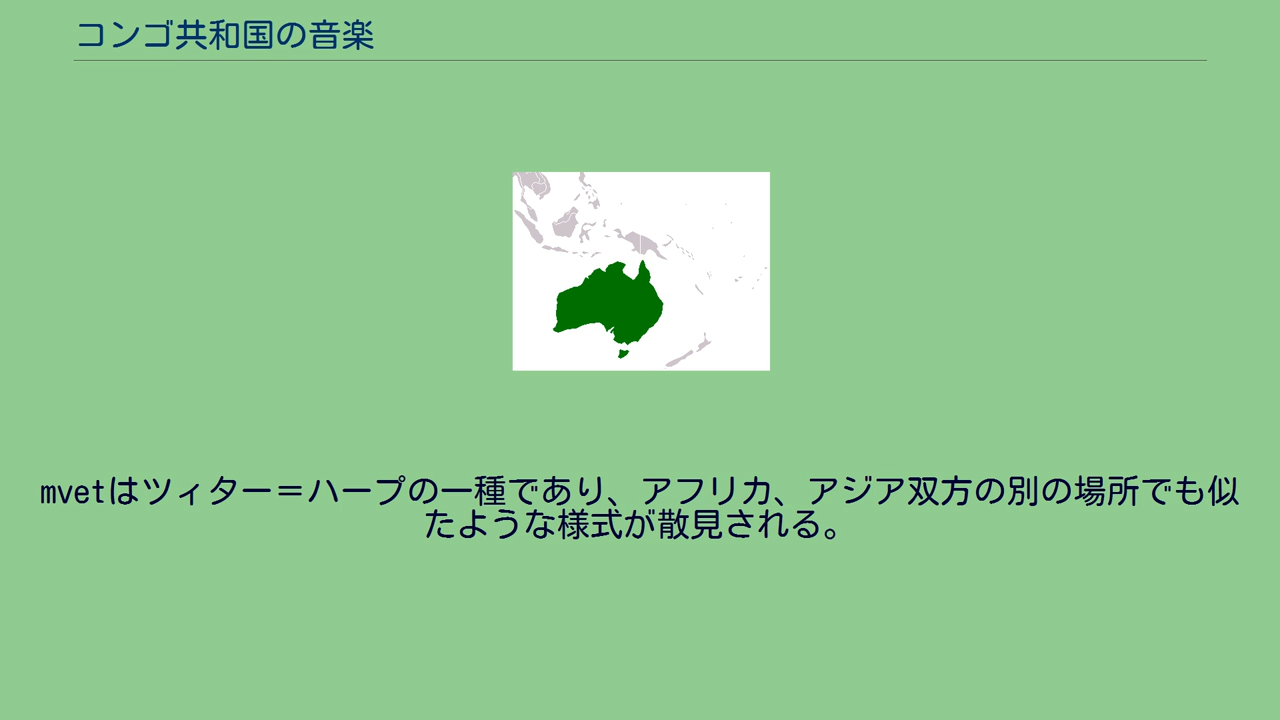 コンゴ共和国の音楽
mvetはツィター＝ハープの一種であり、アフリカ、アジア双方の別の場所でも似
たような様式が散見される。